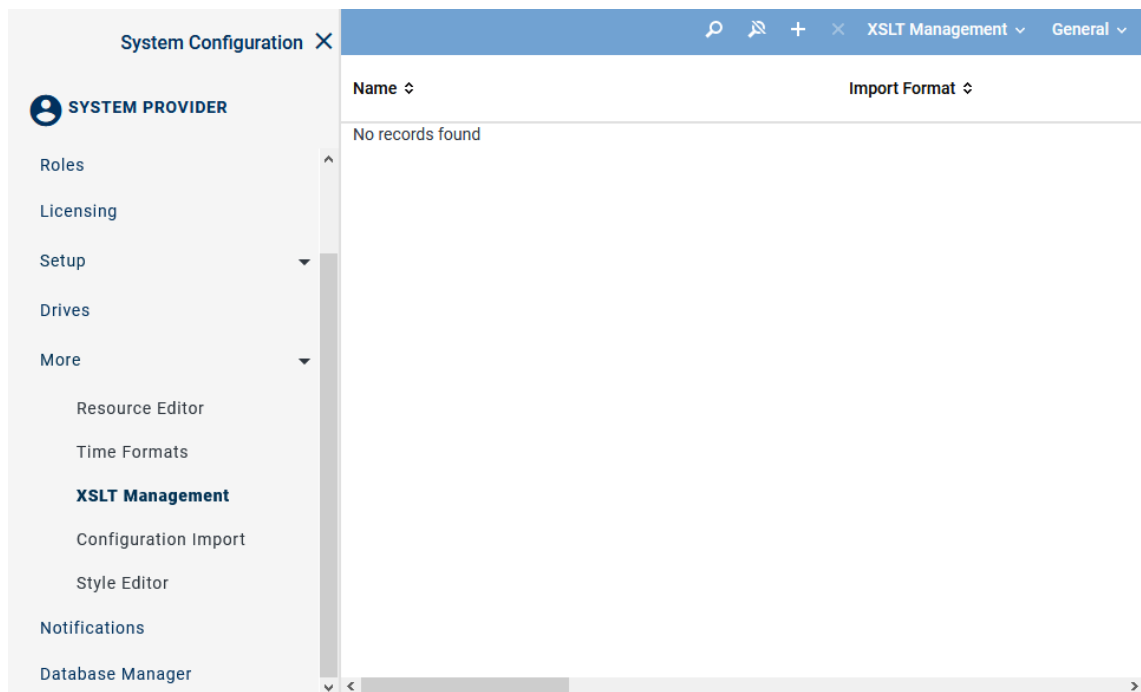 System Configuration
XSLT Management General
SYSTEM PROVIDER
Name Import Format
No records found
Roles
Licensing
Setup
Drives
More
Resource Editor
Time Formats
XSLT Management
Configuration Import
Style Editor
Notifications
Database Manager